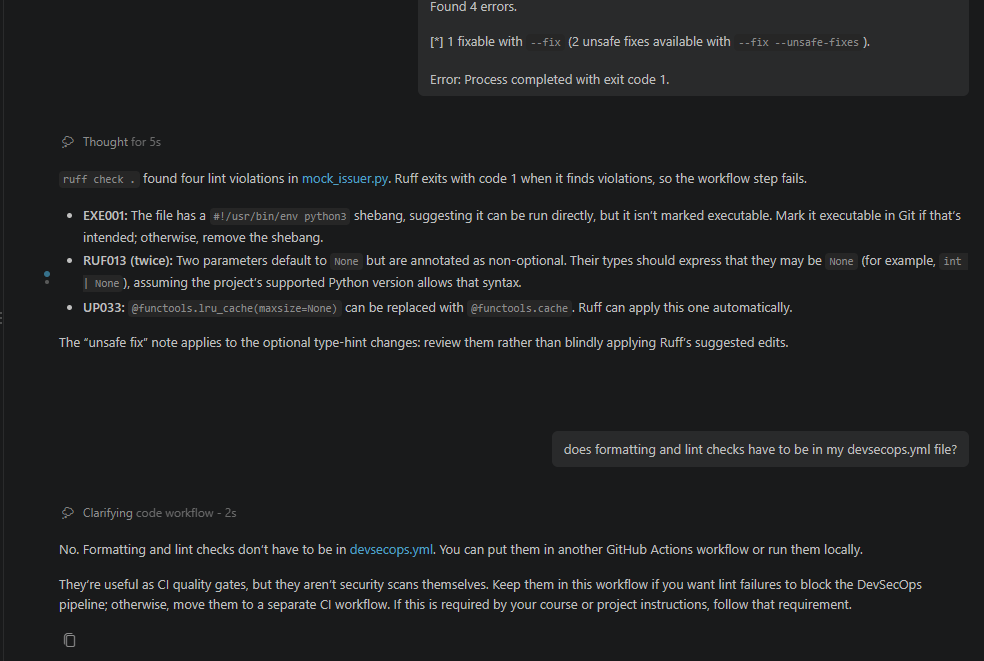 Found 4 errors.
[*] 1 fixable with --fix (2 unsafe fixes available with --fix --unsafe-fixes ).
Error: Process completed with exit code 1.
Thought for 5s
ruff check . found four lint violations in mock_issuer.py. Ruff exits with code 1 when it finds violations, so the workflow step fails.
• EXE001: The file has a #!/usr/bin/env python3 shebang, suggesting it can be run directly, but it isn’t marked executable. Mark it executable in Git if that’s
intended; otherwise, remove the shebang.
• RUF013 (twice): Two parameters default to None but are annotated as non-optional. Their types should express that they may be None (for example, int
| None ), assuming the project’s supported Python version allows that syntax.
• UP033: @functools.lru_cache(maxsize=None) can be replaced with @functools.cache . Ruff can apply this one automatically.
The “unsafe fix” note applies to the optional type-hint changes: review them rather than blindly applying Ruff’s suggested edits.
does formatting and lint checks have to be in my devsecops.yml file?
Clarifying code workflow - 2s
No. Formatting and lint checks don’t have to be in devsecops.yml. You can put them in another GitHub Actions workflow or run them locally.
They’re useful as CI quality gates, but they aren’t security scans themselves. Keep them in this workflow if you want lint failures to block the DevSecOps
pipeline; otherwise, move them to a separate CI workflow. If this is required by your course or project instructions, follow that requirement.